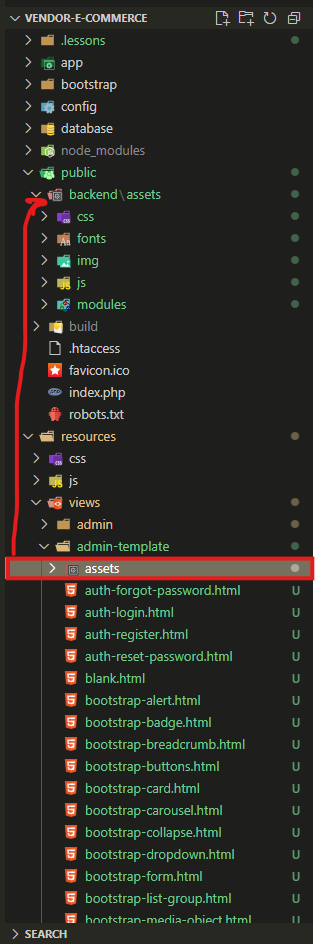 VENDOR-E-COMMERCE
.lessons
app
bootstrap
config
database
node_modules
public
backend\assets
css
fonts
img
js
modules
build
.htaccess
favicon.ico
index.php
robots.txt
resources
css
js
views
admin
admin-template
assets
auth-forgot-password.html U
auth-login.html U
auth-register.html U
auth-reset-password.html U
blank.html U
bootstrap-alert.html U
bootstrap-badge.html U
bootstrap-breadcrumb.html U
bootstrap-buttons.html U
bootstrap-card.html U
bootstrap-carousel.html U
bootstrap-collapse.html U
bootstrap-dropdown.html U
bootstrap-form.html U
bootstrap-list-group.html U
bootstrap-media-object.html U
SEARCH